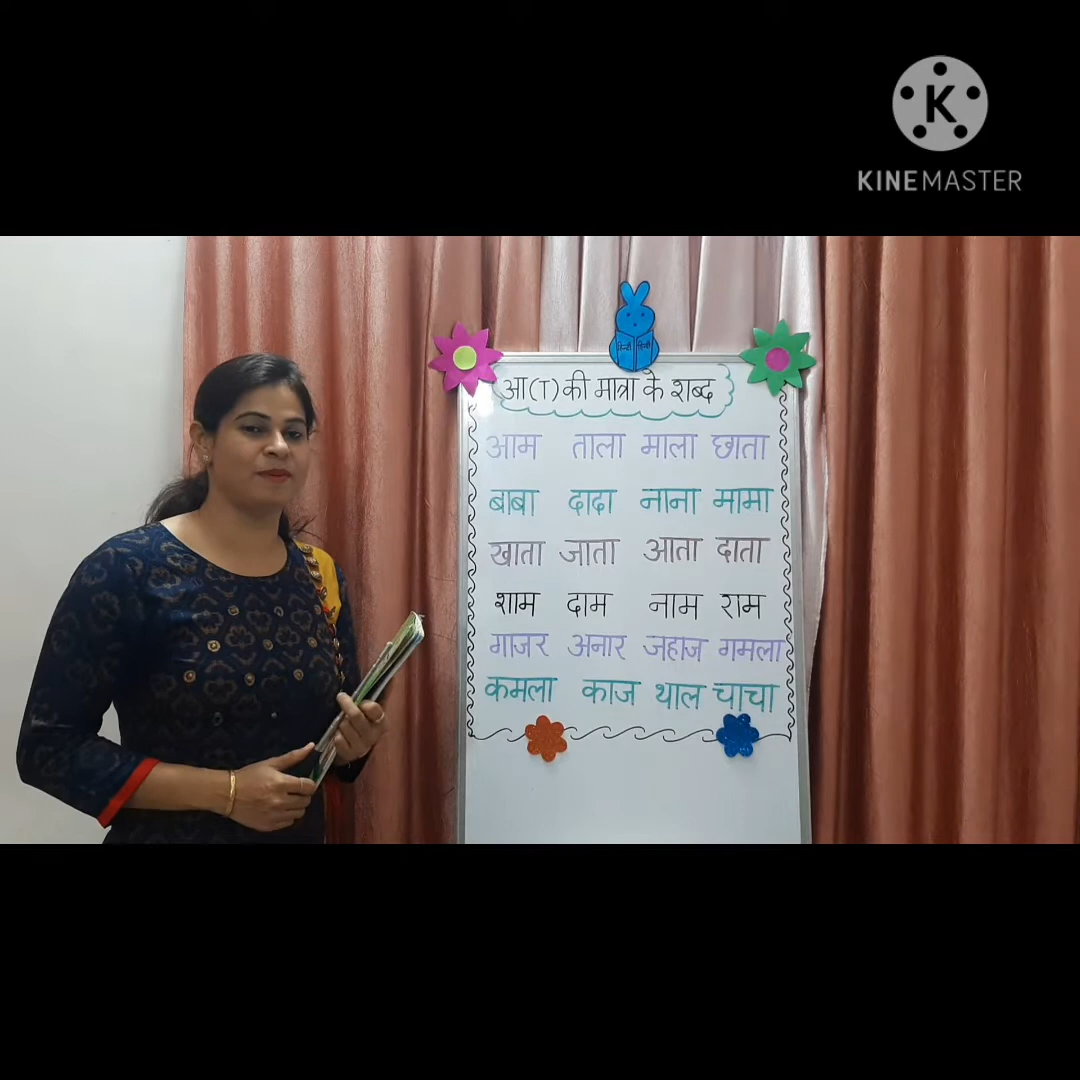 KINEMASTER
हिन्दी हिन्दी
आ(ा) की मात्रा के शब्द
आम ताला माला छाता
बाबा दादा नाना मामा
खाता जाता आता दाता
शाम दाम नाम राम
गाजर अनार जहाज गमला
कमला काज थाल चाचा